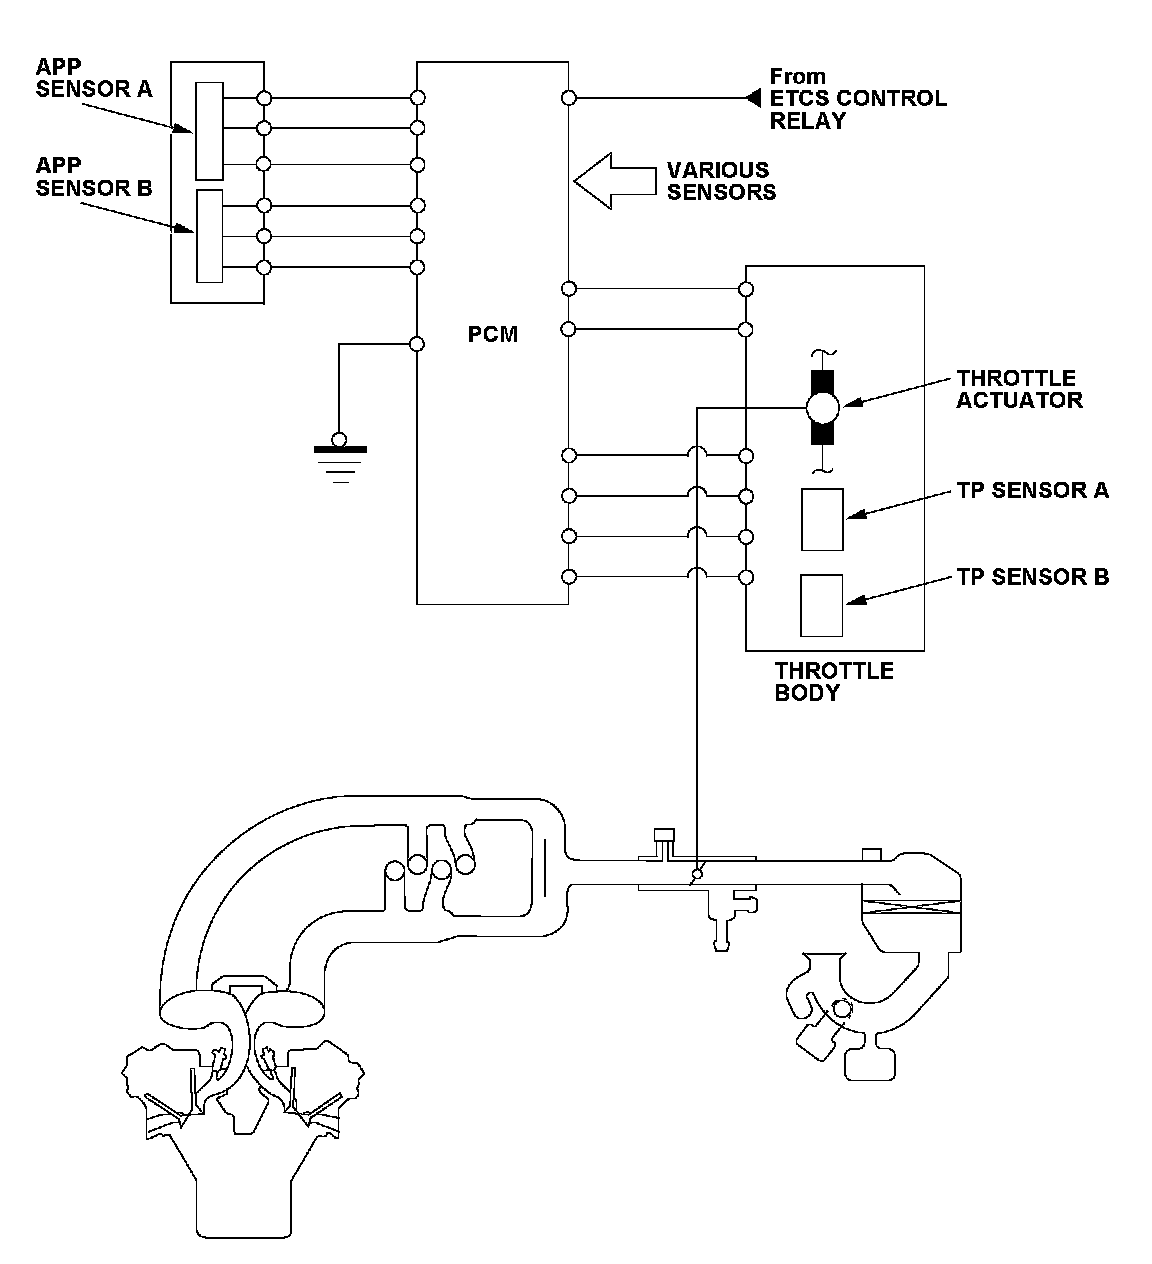 APP
SENSOR A
APP
SENSOR B
From
ETCS CONTROL
RELAY
VARIOUS
SENSORS
PCM
THROTTLE
ACTUATOR
TP SENSOR A
TP SENSOR B
THROTTLE
BODY